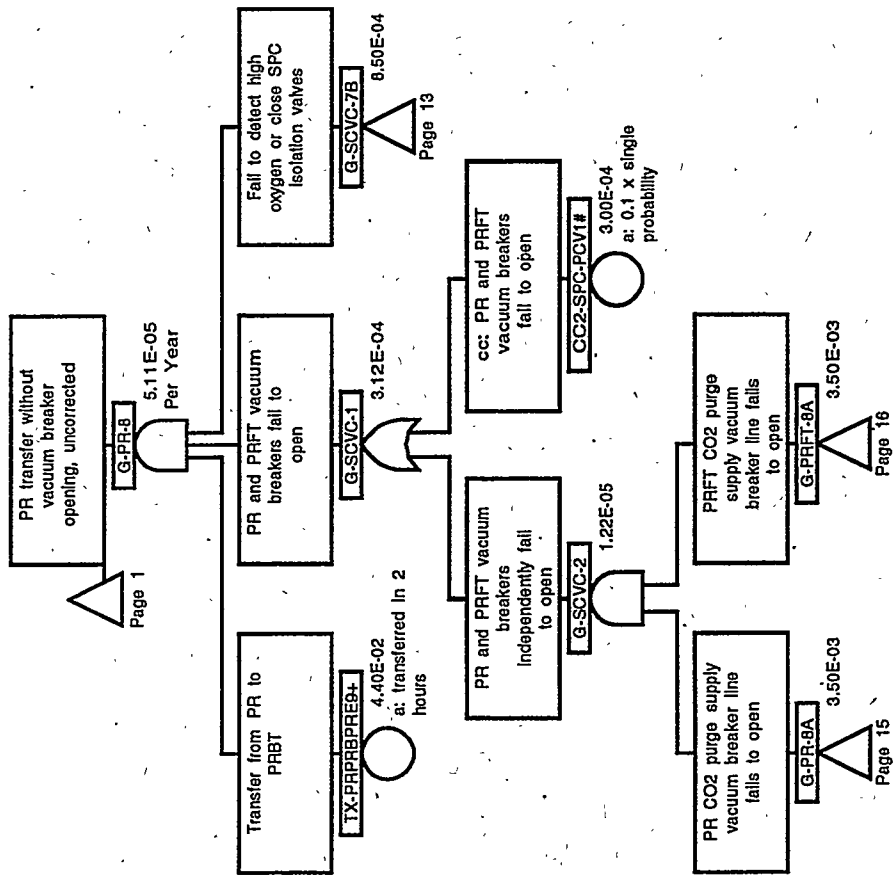 PR transfer without
vacuum breaker
opening, uncorrected
G-PR-8
5.11E-05
Per Year
Page 1
Transfer from PR to
PRBT
TX-PRPRBPRE9+
4.40E-02
a: transferred in 2
hours
PR and PRFT vacuum
breakers fail to
open
G-SCVC-1
3.12E-04
Fail to detect high
oxygen or close SPC
isolation valves
G-SCVC-7B
8.50E-04
Page 13
PR and PRFT vacuum
breakers
independently fail
to open
G-SCVC-2
1.22E-05
cc: PR and PRFT
vacuum breakers
fail to open
CC2-SPC-PCV1#
3.00E-04
a: 0.1 x single
probability
PR CO2 purge supply
vacuum breaker line
fails to open
G-PR-8A
3.50E-03
Page 15
PRFT CO2 purge
supply vacuum
breaker line fails
to open
G-PRFT-8A
3.50E-03
Page 16